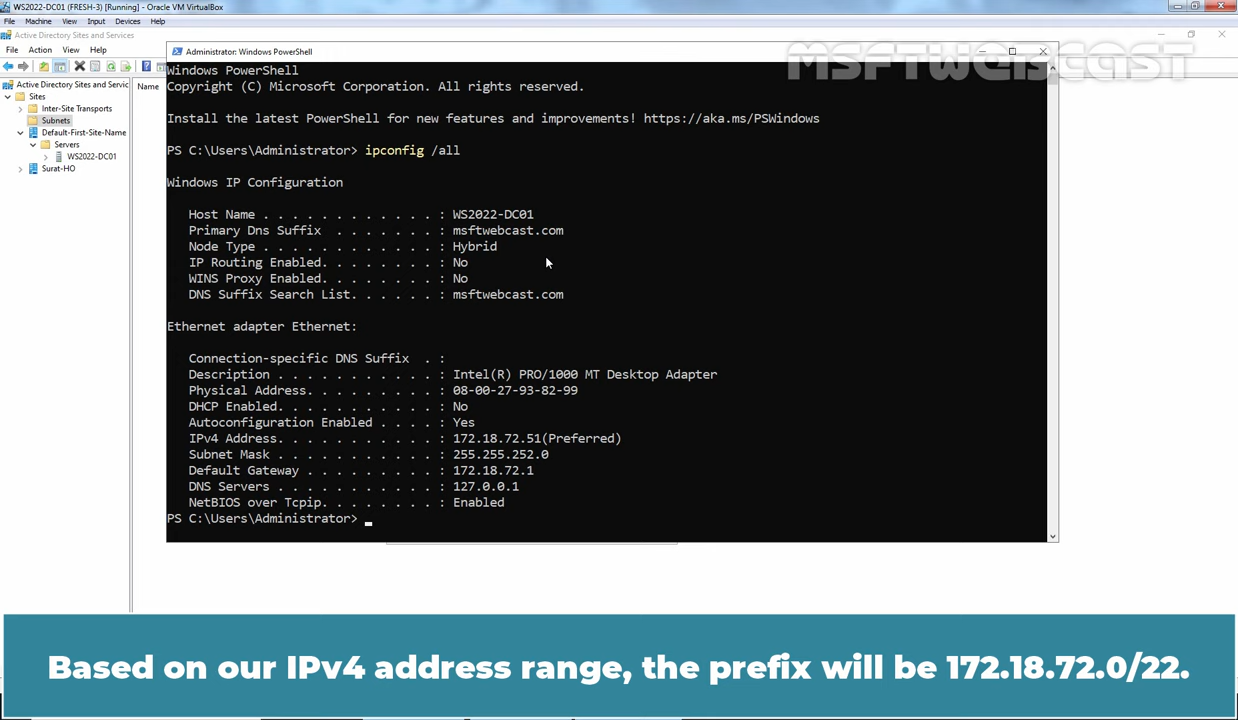 WS2022-DC01 (FRESH-3) [Running] - Oracle VM VirtualBox
File Machine View Input Devices Help
Active Directory Sites and Services
File Action View Help
Administrator: Windows PowerShell
MSFTWEBCAST
Active Directory Sites and Servic
Name
Sites
Inter-Site Transports
Subnets
Default-First-Site-Name
Servers
WS2022-DC01
Surat-HO
Windows PowerShell
Copyright (C) Microsoft Corporation. All rights reserved.
Install the latest PowerShell for new features and improvements! https://aka.ms/PSWindows
PS C:\Users\Administrator> ipconfig /all
Windows IP Configuration
Host Name . . . . . . . . . . . . : WS2022-DC01
Primary Dns Suffix . . . . . . . : msftwebcast.com
Node Type . . . . . . . . . . . . : Hybrid
IP Routing Enabled. . . . . . . . : No
WINS Proxy Enabled. . . . . . . . : No
DNS Suffix Search List. . . . . . : msftwebcast.com
Ethernet adapter Ethernet:
Connection-specific DNS Suffix . :
Description . . . . . . . . . . . : Intel(R) PRO/1000 MT Desktop Adapter
Physical Address. . . . . . . . . : 08-00-27-93-82-99
DHCP Enabled. . . . . . . . . . . : No
Autoconfiguration Enabled . . . . : Yes
IPv4 Address. . . . . . . . . . . : 172.18.72.51(Preferred)
Subnet Mask . . . . . . . . . . . : 255.255.252.0
Default Gateway . . . . . . . . . : 172.18.72.1
DNS Servers . . . . . . . . . . . : 127.0.0.1
NetBIOS over Tcpip. . . . . . . . : Enabled
PS C:\Users\Administrator>
Based on our IPv4 address range, the prefix will be 172.18.72.0/22.